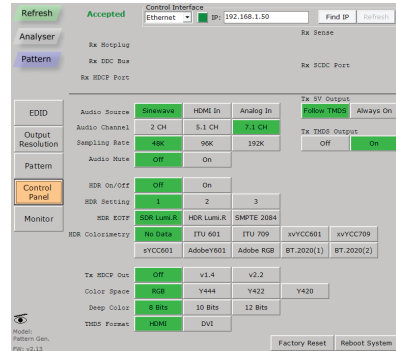 Refresh
Accepted
Control Interface
Ethernet
IP:
192.168.1.50
Find IP
Refresh
Analyser
Pattern
Rx Hotplug
Rx Sense
Rx DDC Bus
Rx SCDC Port
Rx HDCP Port
Tx 5V Output
EDID
Audio Source
Sinewave
HDMI In
Analog In
Follow TMDS
Always On
Audio Channel
2 CH
5.1 CH
7.1 CH
Tx TMDS Output
Output Resolution
Sampling Rate
48K
96K
192K
Off
On
Pattern
Audio Mute
Off
On
Control Panel
HDR On/Off
Off
On
HDR Setting
1
2
3
Monitor
HDR EOTF
SDR Lumi.R
HDR Lumi.R
SMPTE 2084
HDR Colorimetry
No Data
ITU 601
ITU 709
xvYCC601
xvYCC709
sYCC601
AdobeY601
Adobe RGB
BT.2020(1)
BT.2020(2)
Tx HDCP Out
Off
v1.4
v2.2
Color Space
RGB
Y444
Y422
Y420
Deep Color
8 Bits
10 Bits
12 Bits
TMDS Format
HDMI
DVI
Model:
Pattern Gen.
FW: v2.13
Factory Reset
Reboot System